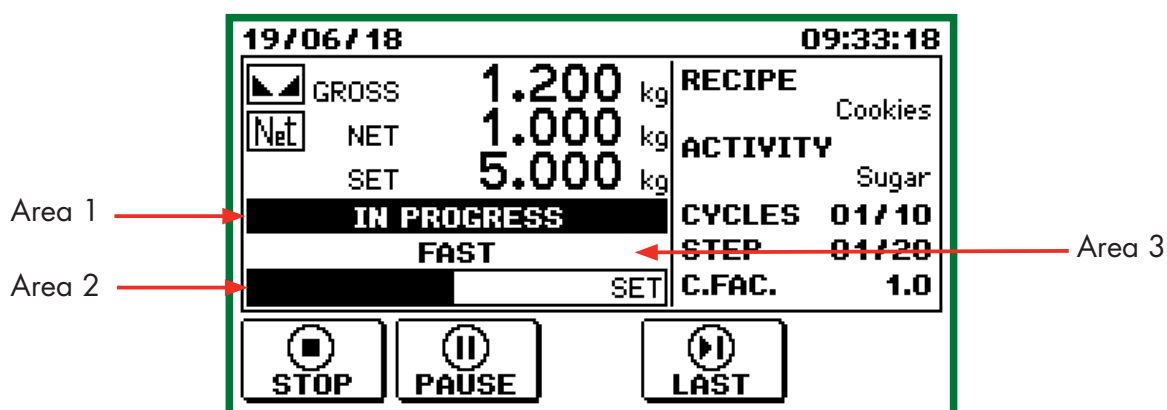 19/06/18 09:33:18
GROSS 1.200 kg
Net NET 1.000 kg
SET 5.000 kg
RECIPE
Cookies
ACTIVITY
Sugar
Area 1
IN PROGRESS
CYCLES 01/10
FAST
STEP 01/20
Area 3
Area 2
SET
C.FAC. 1.0
STOP
PAUSE
LAST